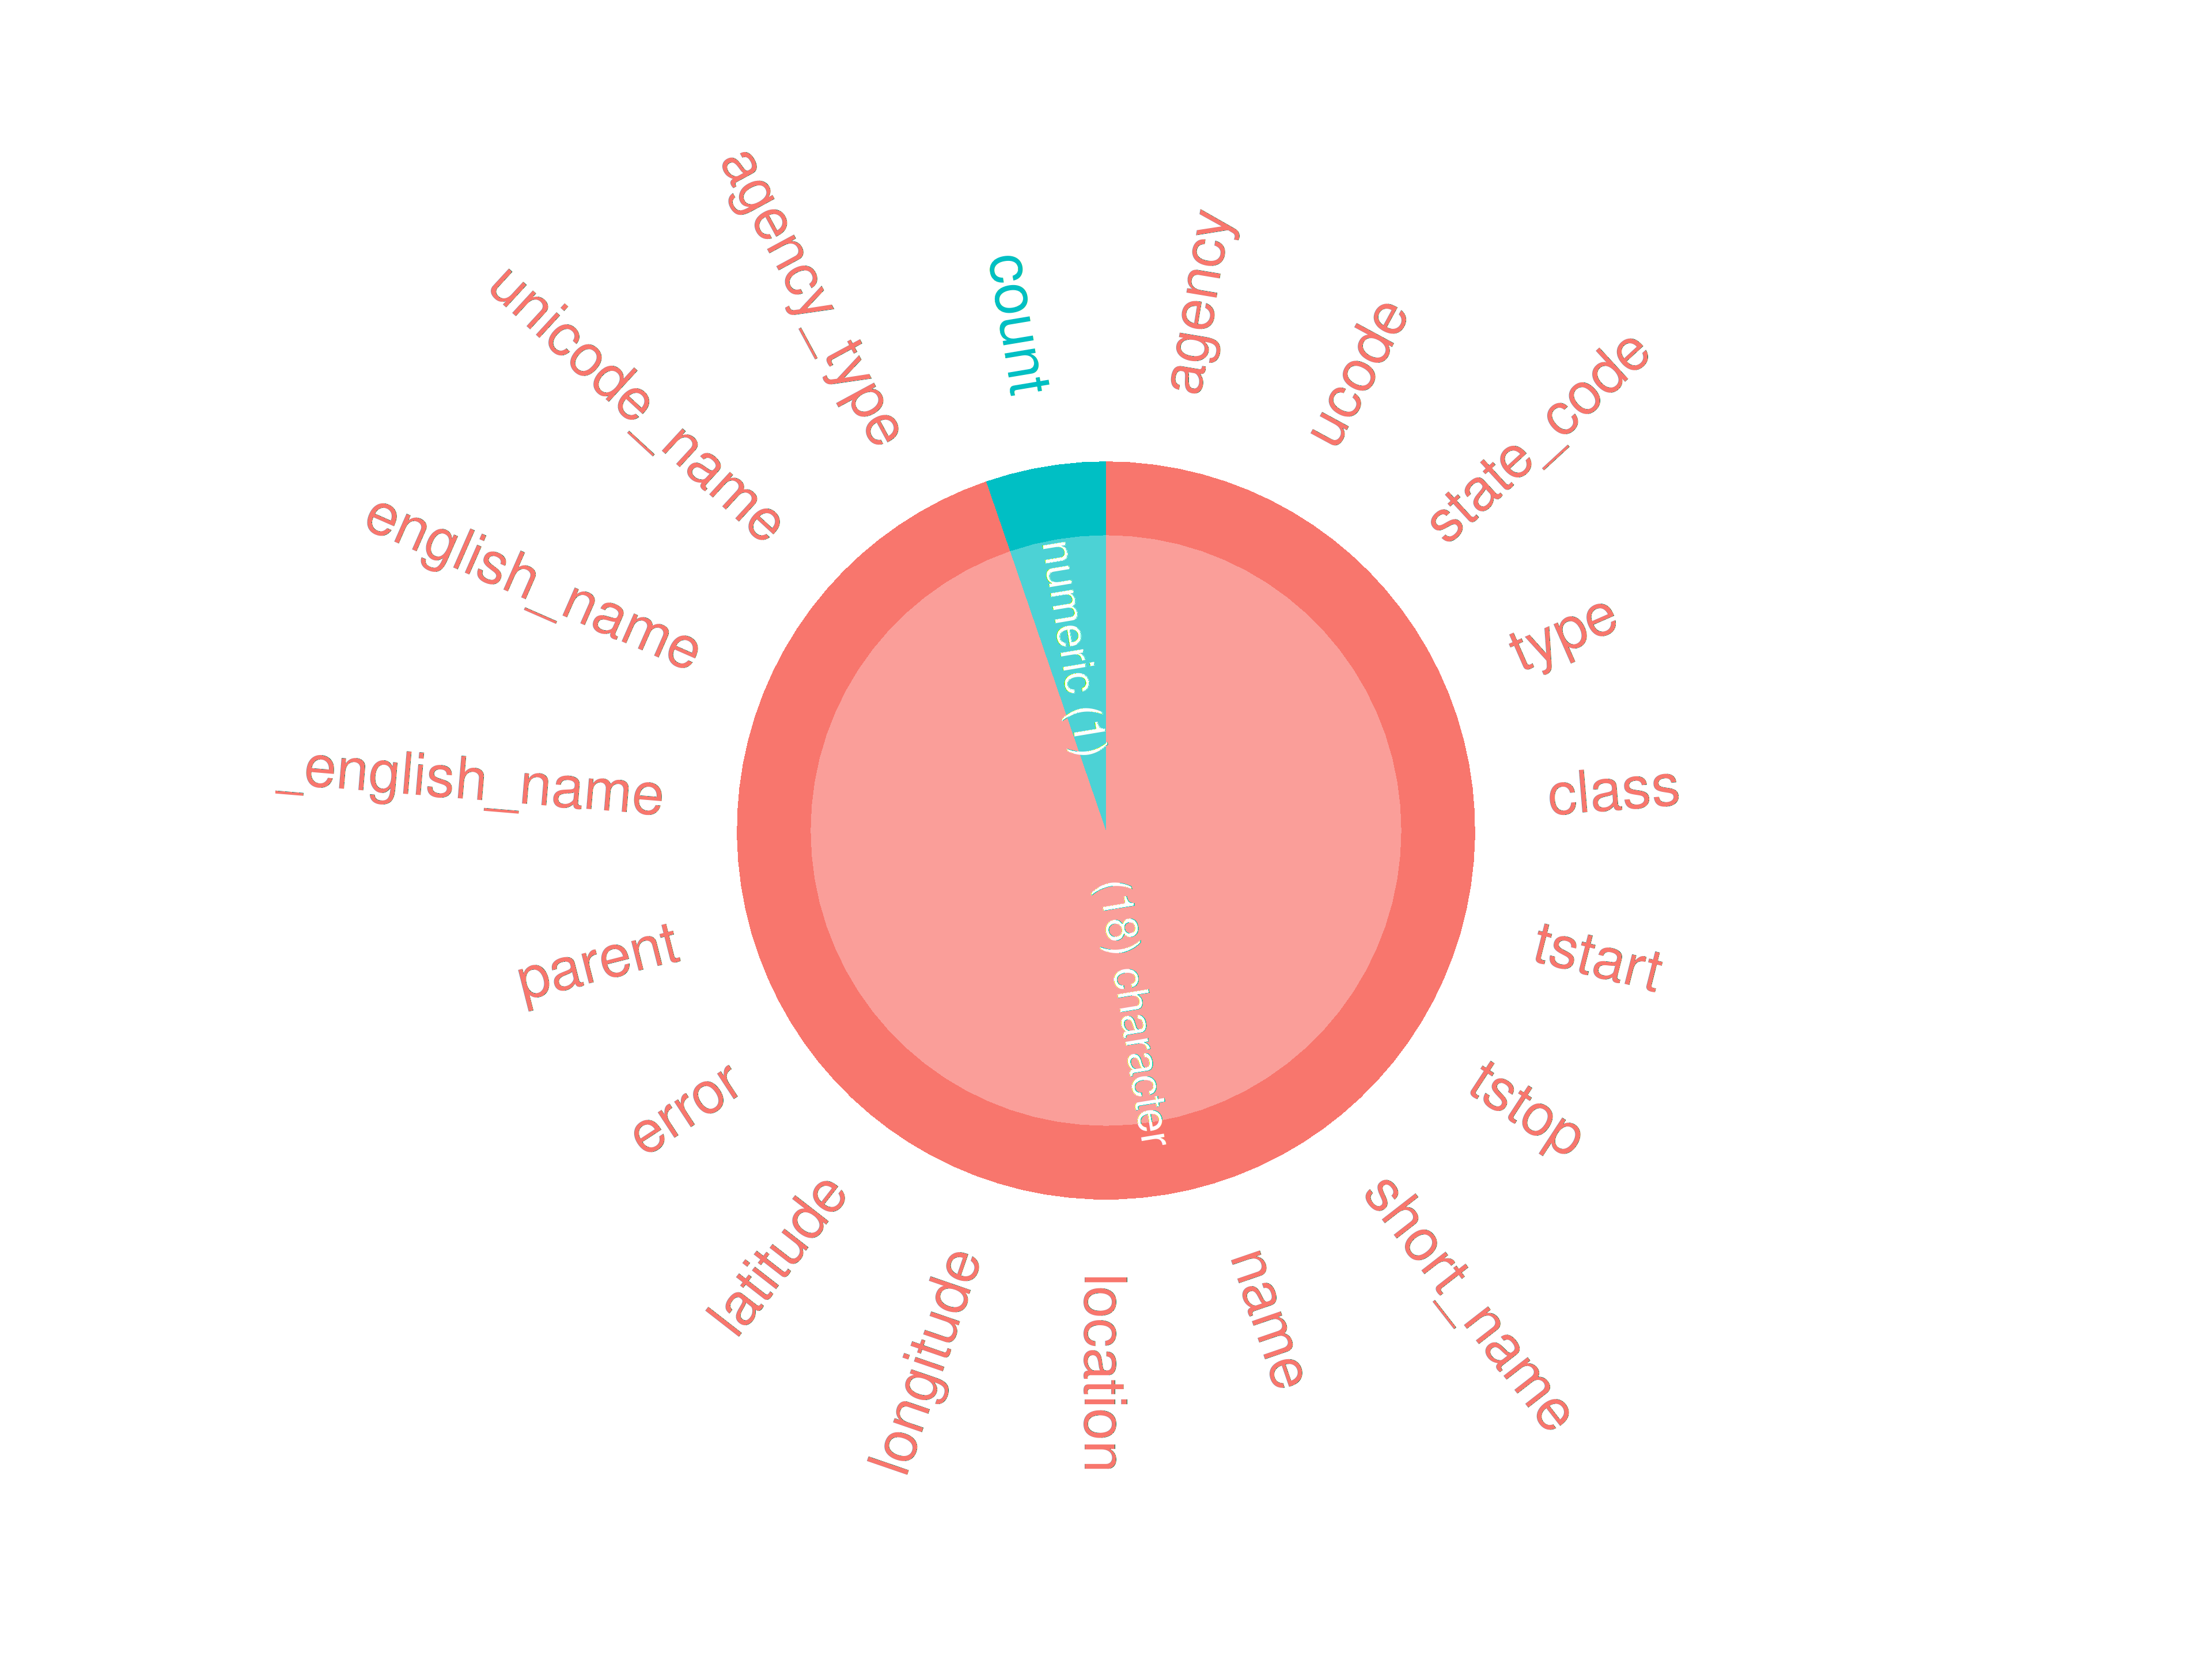 agency
ucode
state_code
type
class
tstart
tstop
short_name
name
location
longitude
latitude
error
parent
_english_name
english_name
unicode_name
agency_type
count
numeric (1)
(18) character